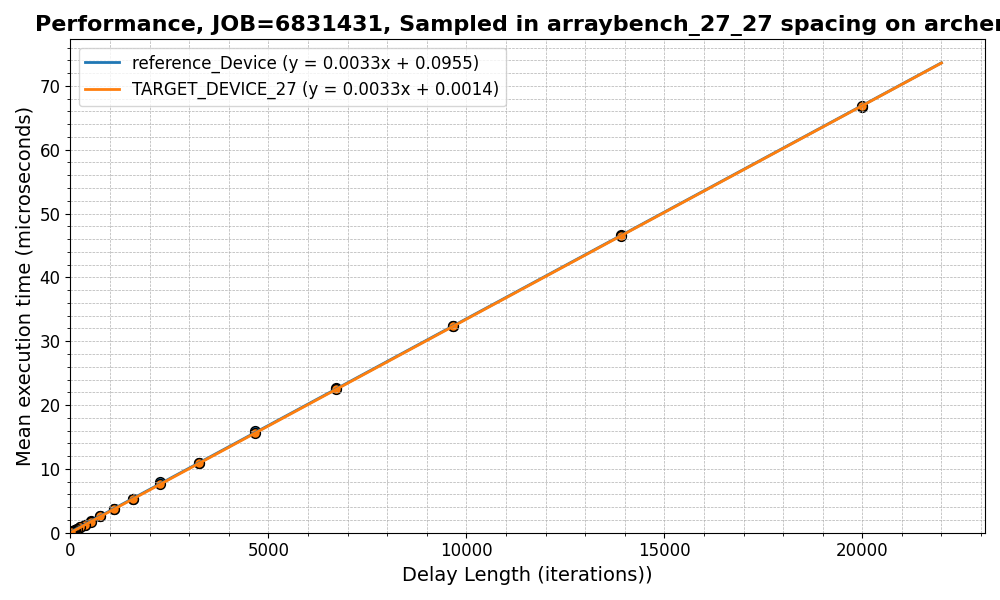 Performance, JOB=6831431, Sampled in arraybench_27_27 spacing on archer
reference_Device (y = 0.0033x + 0.0955)
TARGET_DEVICE_27 (y = 0.0033x + 0.0014)
Mean execution time (microseconds)
70
60
50
40
30
20
10
0
0 5000 10000 15000 20000
Delay Length (iterations))